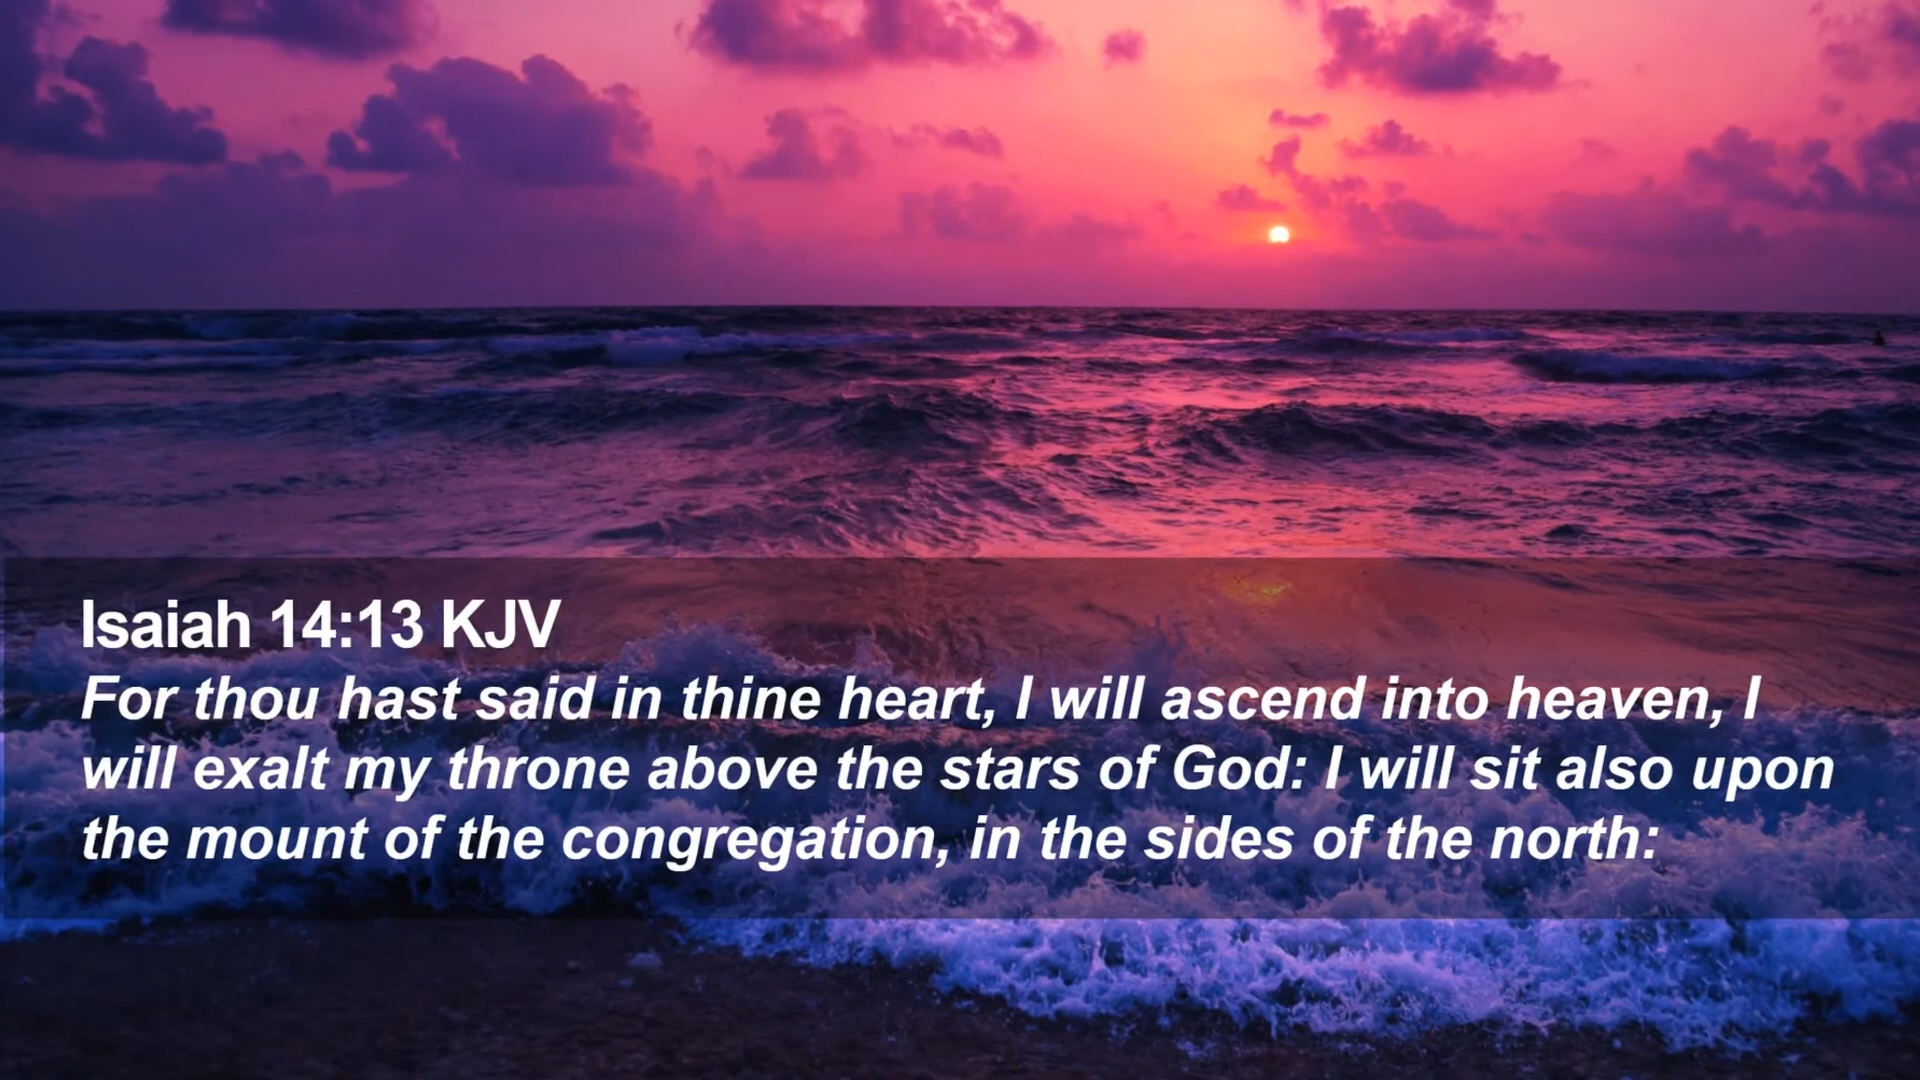 Isaiah 14:13 KJV
For thou hast said in thine heart, I will ascend into heaven, I
will exalt my throne above the stars of God: I will sit also upon
the mount of the congregation, in the sides of the north: